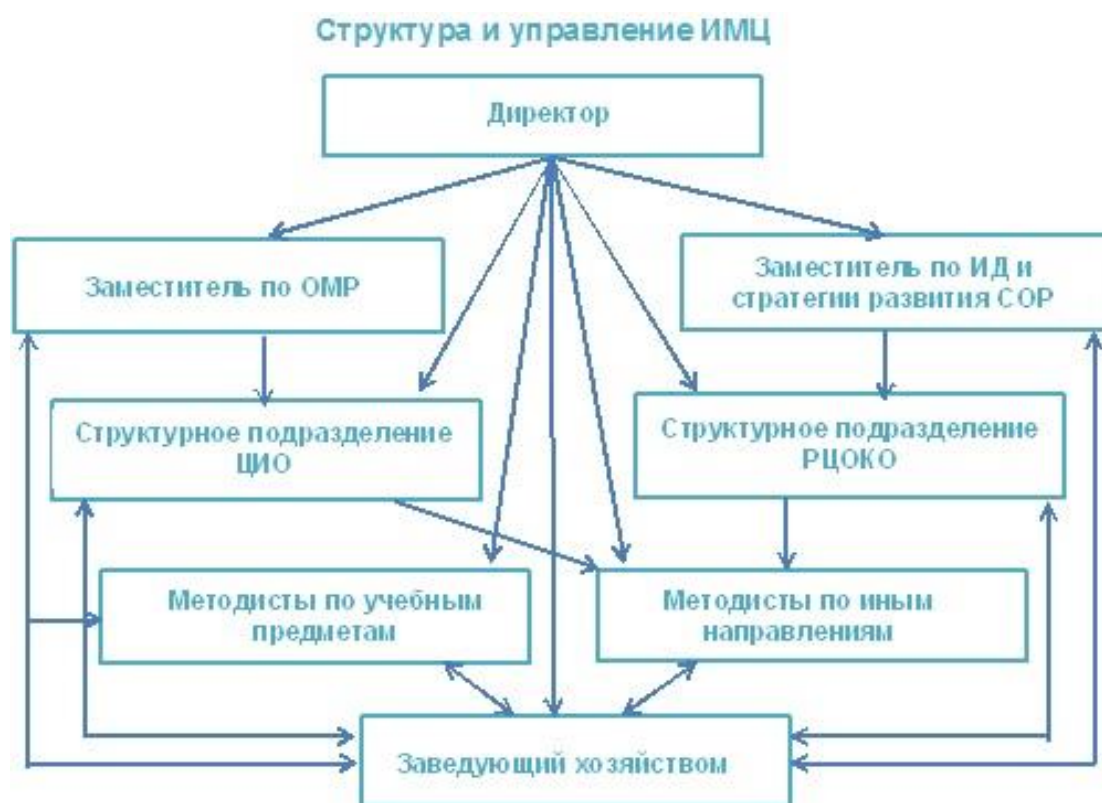 Структура и управление ИМЦ
Директор
Заместитель по ОМР
Заместитель по ИД и
стратегии развития СОР
Структурное подразделение
ЦИО
Структурное подразделение
РЦОКО
Методисты по учебным
предметам
Методисты по иным
направлениям
Заведующий хозяйством